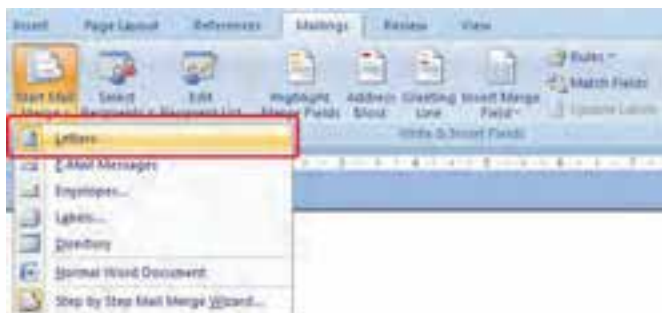 Insert Page Layout References Mailings Review View
Start Mail Merge Select Recipients Edit Recipient List Highlight Merge Fields Address Block Greeting Line Insert Merge Field Rules
Match Fields
Update Labels
Write & Insert Fields
Letters
E-Mail Messages
Envelopes...
Labels...
Directory
Normal Word Document
Step by Step Mail Merge Wizard...